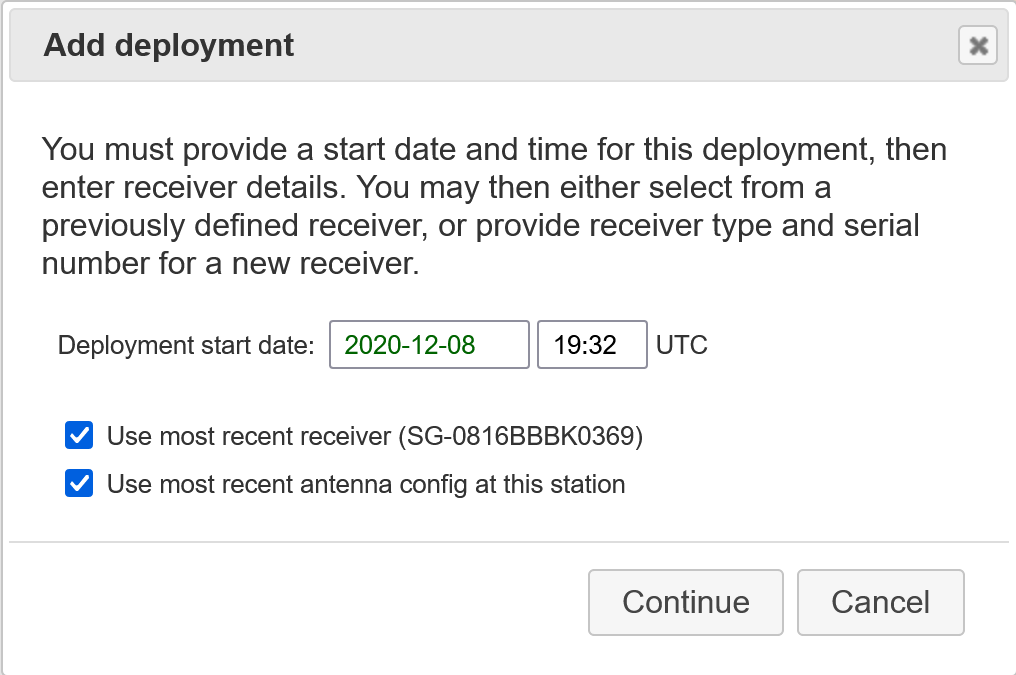 Add deployment
You must provide a start date and time for this deployment, then
enter receiver details. You may then either select from a
previously defined receiver, or provide receiver type and serial
number for a new receiver.
Deployment start date: 2020-12-08 19:32 UTC
Use most recent receiver (SG-0816BBBK0369)
Use most recent antenna config at this station
Continue Cancel